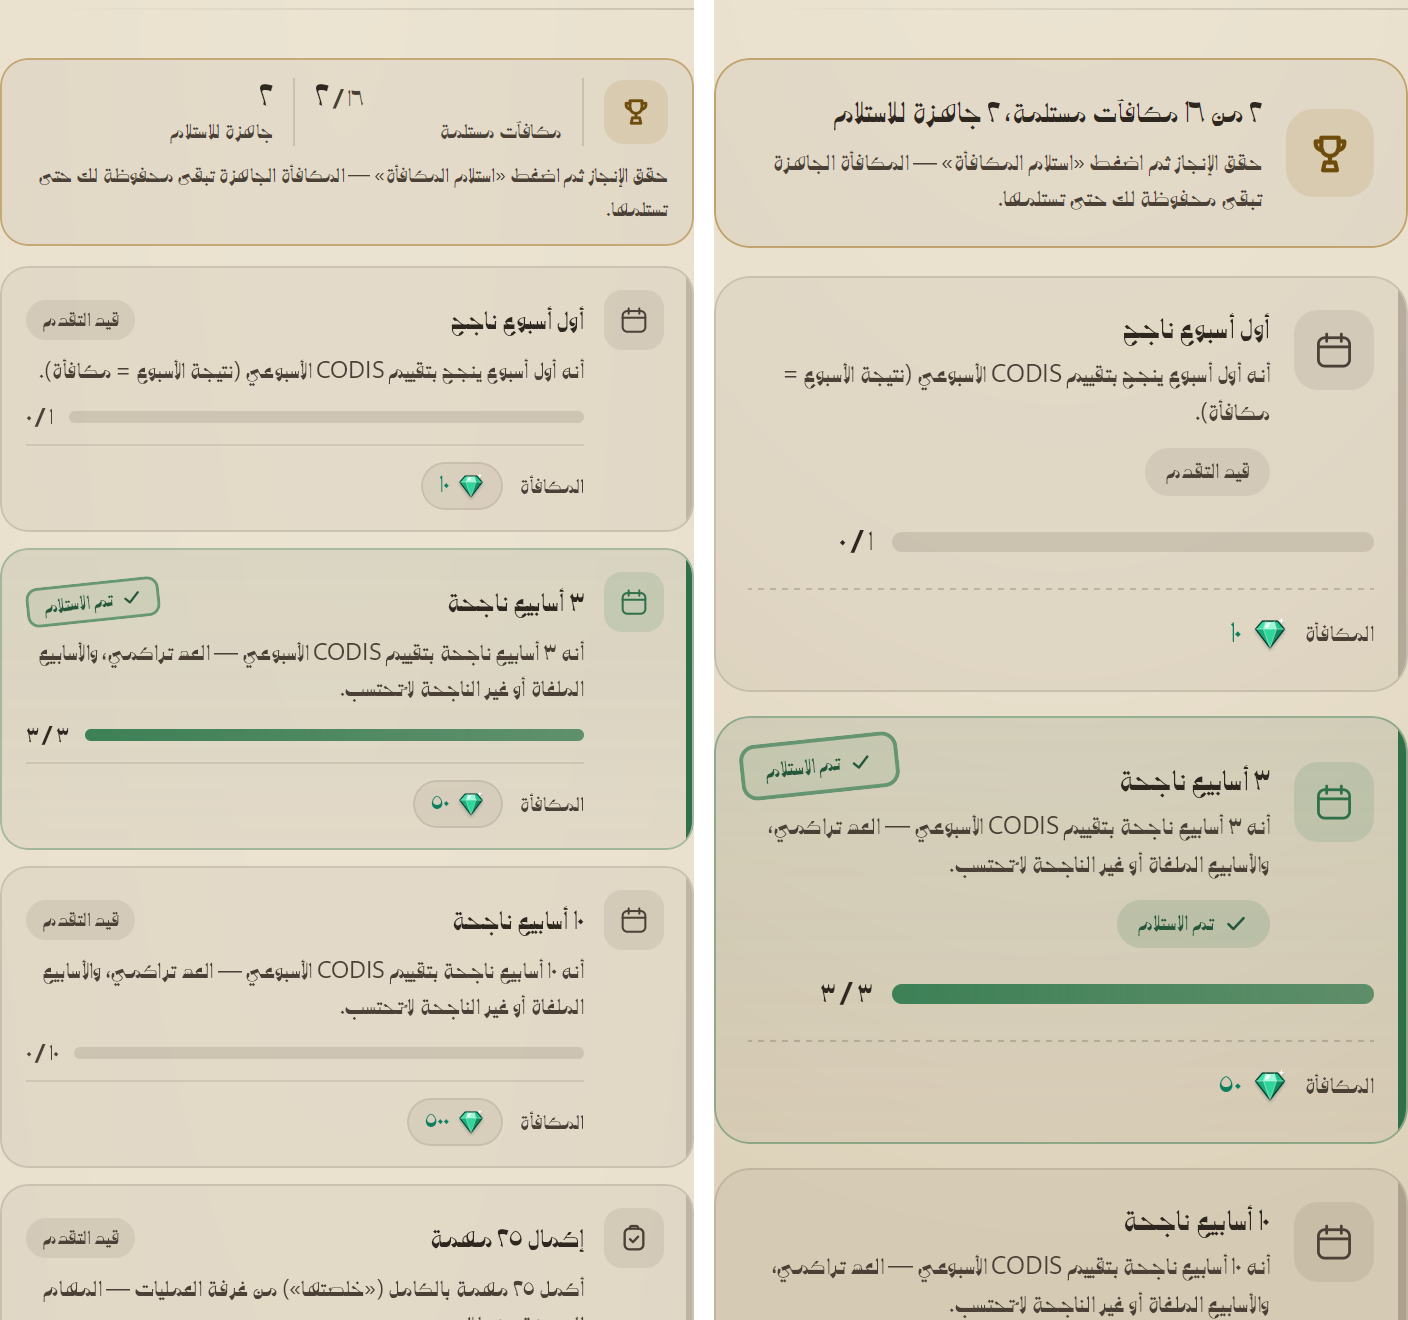 ٢ من ١٦ مكافآت مستلمة، ٢ جاهزة للاستلام
حقق الإنجاز ثم اضغط «استلام المكافأة» — المكافأة الجاهزة
تبقى محفوظة لك حتى تستلمها.
أول أسبوع ناجح
أنه أول أسبوع ينجح بتقييم CODIS الأسبوعي (نتيجة الأسبوع =
مكافأة).
قيد التقدم
٠/١
المكافأة ١٠
٣ أسابيع ناجحة
تم الاستلام
أنه ٣ أسابيع ناجحة بتقييم CODIS الأسبوعي — العد تراكمي،
والأسابيع الملغاة أو غير الناجحة لا تحتسب.
تم الاستلام
٣/٣
المكافأة ٥٠
١٠ أسابيع ناجحة
أنه ١٠ أسابيع ناجحة بتقييم CODIS الأسبوعي — العد تراكمي،
والأسابيع الملغاة أو غير الناجحة لا تحتسب.
٢/١٦
مكافآت مستلمة
٢
جاهزة للاستلام
حقق الإنجاز ثم اضغط «استلام المكافأة» — المكافأة الجاهزة تبقى محفوظة لك حتى
تستلمها.
أول أسبوع ناجح
قيد التقدم
أنه أول أسبوع ينجح بتقييم CODIS الأسبوعي (نتيجة الأسبوع = مكافأة).
٠/١
المكافأة ١٠
٣ أسابيع ناجحة
تم الاستلام
أنه ٣ أسابيع ناجحة بتقييم CODIS الأسبوعي — العد تراكمي، والأسابيع
الملغاة أو غير الناجحة لا تحتسب.
٣/٣
المكافأة ٥٠
١٠ أسابيع ناجحة
قيد التقدم
أنه ١٠ أسابيع ناجحة بتقييم CODIS الأسبوعي — العد تراكمي، والأسابيع
الملغاة أو غير الناجحة لا تحتسب.
٠/١٠
المكافأة ٥٠٠
إكمال ٢٥ مهمة
قيد التقدم
أكمل ٢٥ مهمة بالكامل («خلصتها») من غرفة العمليات — المهام